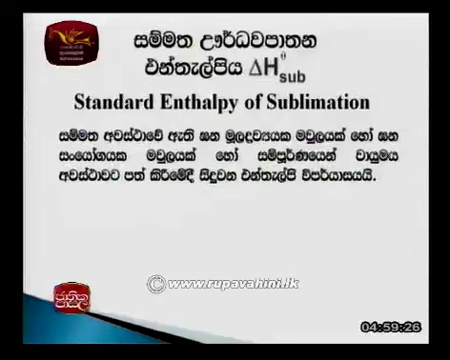 සම්මත ඌර්ධවපාතන
එන්තැල්පිය ΔH°sub
Standard Enthalpy of Sublimation
සම්මත අවස්ථාවේ ඇති ඝන මූලද්‍රව්‍යයක මවුලයක් හෝ ඝන
සංයෝගයක මවුලයක් හෝ සම්පූර්ණයෙන් වායුමය
අවස්ථාවට පත් කිරීමේදී සිදුවන එන්තැල්පි විපර්යාසයයි.
© www.rupavahini.lk
04:59:26